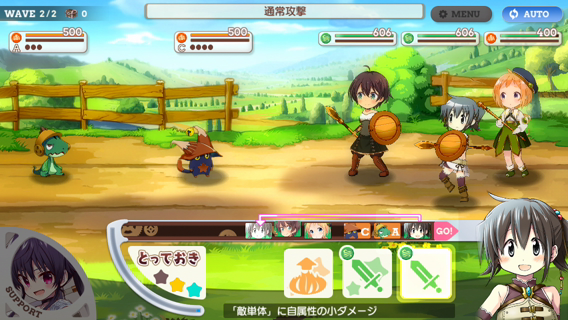 WAVE 2/2 0
通常攻撃
MENU
AUTO
500
A
500
C
606
606
400
C
A
GO!
とっておき
SUPPORT
「敵単体」に自属性の小ダメージ